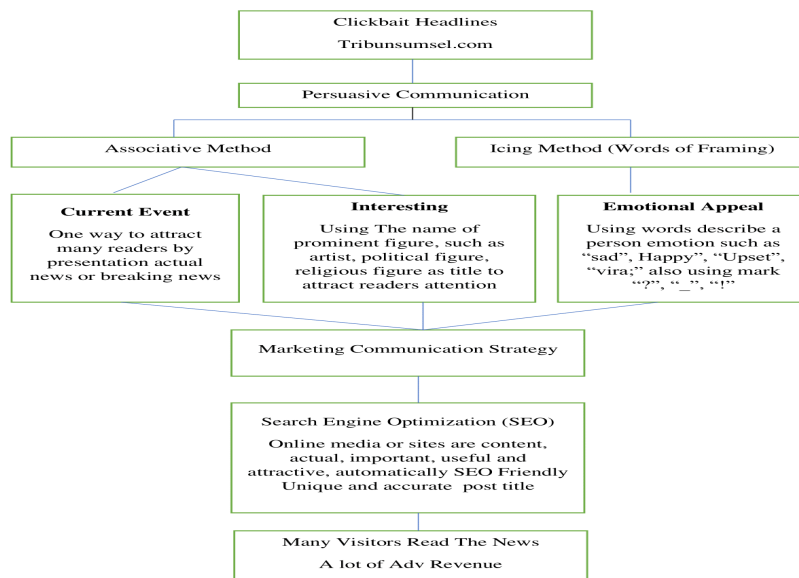 Clickbait Headlines
Tribunsumsel.com
Persuasive Communication
Associative Method
Icing Method (Words of Framing)
Current Event
One way to attract
many readers by
presentation actual
news or breaking news
Interesting
Using The name of
prominent figure, such as
artist, political figure,
religious figure as title to
attract readers attention
Emotional Appeal
Using words describe a
person emotion such as
“sad”, Happy”, “Upset”,
“vira;” also using mark
“?”, “_”, “!”
Marketing Communication Strategy
Search Engine Optimization (SEO)
Online media or sites are content,
actual, important, useful and
attractive, automatically SEO Friendly
Unique and accurate post title
Many Visitors Read The News
A lot of Adv Revenue